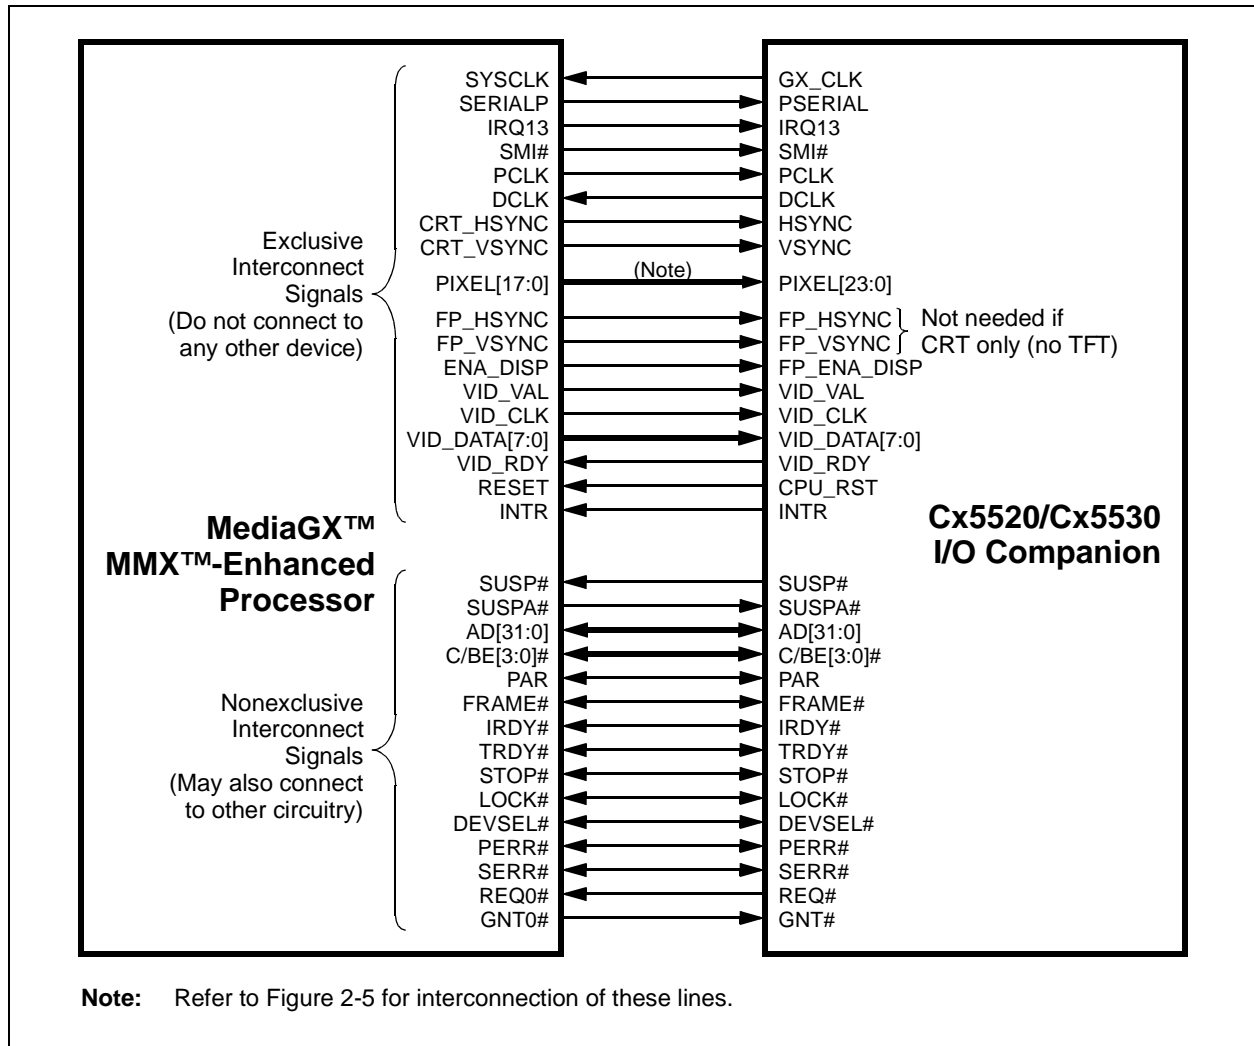 SYSCLK GX_CLK
SERIALP PSERIAL
IRQ13 IRQ13
SMI# SMI#
PCLK PCLK
DCLK DCLK
CRT_HSYNC HSYNC
CRT_VSYNC VSYNC
PIXEL[17:0] (Note) PIXEL[23:0]
FP_HSYNC FP_HSYNC
FP_VSYNC FP_VSYNC
Not needed if
CRT only (no TFT)
ENA_DISP FP_ENA_DISP
VID_VAL VID_VAL
VID_CLK VID_CLK
VID_DATA[7:0] VID_DATA[7:0]
VID_RDY VID_RDY
RESET CPU_RST
INTR INTR
Exclusive
Interconnect
Signals
(Do not connect to
any other device)
MediaGX™
MMX™-Enhanced
Processor
Cx5520/Cx5530
I/O Companion
SUSP# SUSP#
SUSPA# SUSPA#
AD[31:0] AD[31:0]
C/BE[3:0]# C/BE[3:0]#
PAR PAR
FRAME# FRAME#
IRDY# IRDY#
TRDY# TRDY#
STOP# STOP#
LOCK# LOCK#
DEVSEL# DEVSEL#
PERR# PERR#
SERR# SERR#
REQ0# REQ#
GNT0# GNT#
Nonexclusive
Interconnect
Signals
(May also connect
to other circuitry)
Note: Refer to Figure 2-5 for interconnection of these lines.